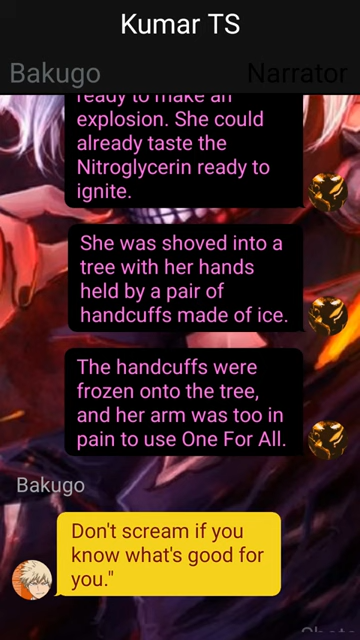 Kumar TS
Bakugo
Narrator
ready to make an
explosion. She could
already taste the
Nitroglycerin ready to
ignite.
She was shoved into a
tree with her hands
held by a pair of
handcuffs made of ice.
The handcuffs were
frozen onto the tree,
and her arm was too in
pain to use One For All.
Bakugo
Don't scream if you
know what's good for
you."